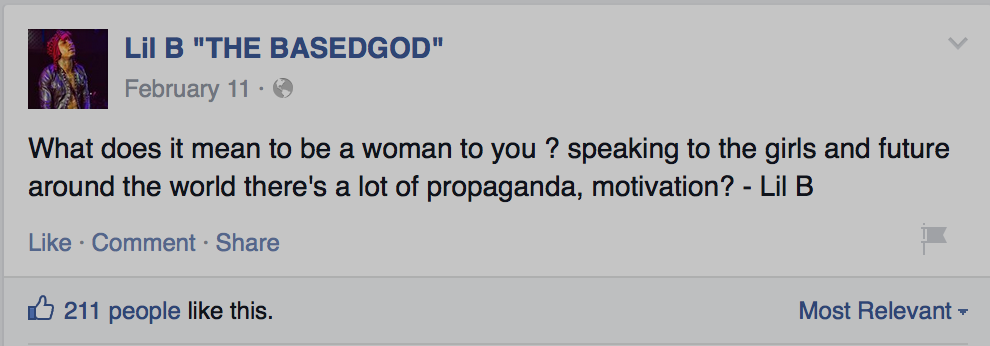 Lil B "THE BASEDGOD"
February 11 ·
What does it mean to be a woman to you ? speaking to the girls and future
around the world there's a lot of propaganda, motivation? - Lil B
Like · Comment · Share
211 people like this.
Most Relevant